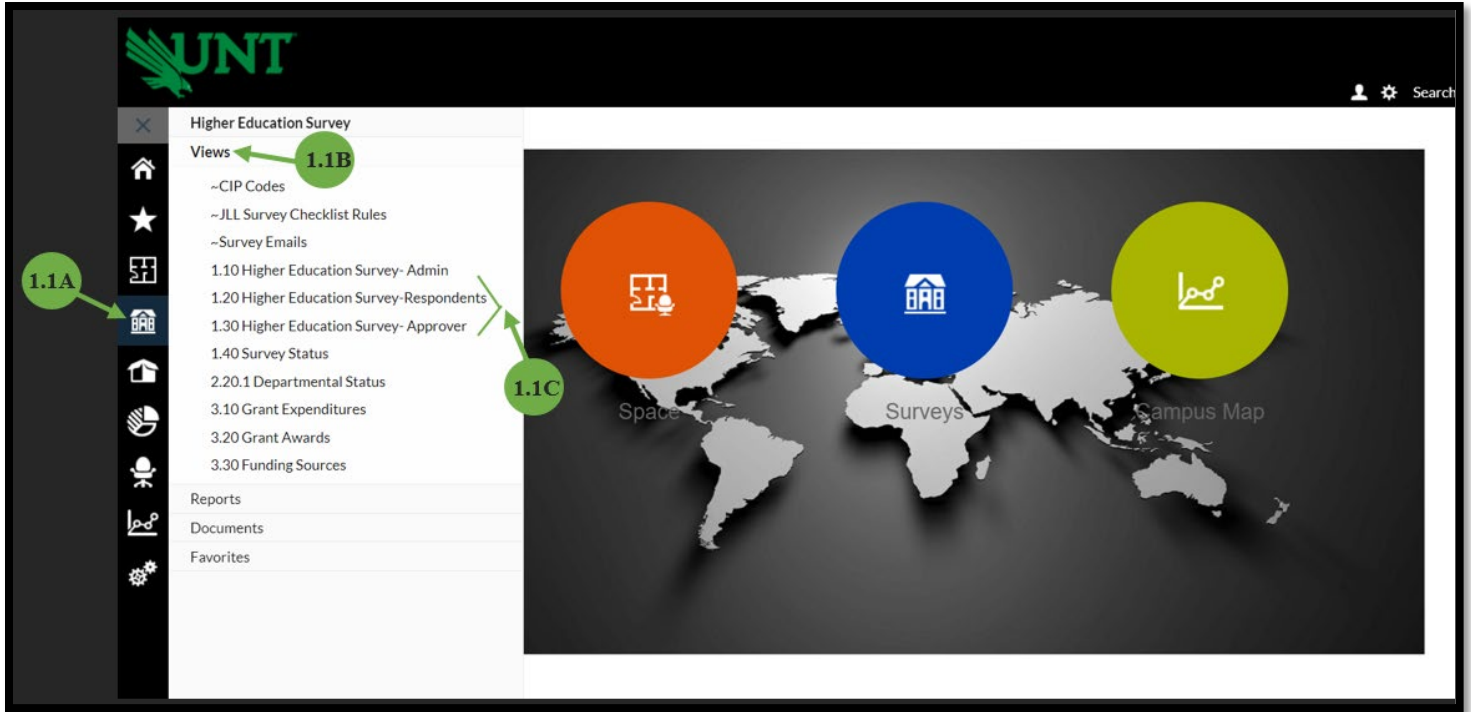 UNT
Search
Higher Education Survey
Views
1.1B
~CIP Codes
~JLL Survey Checklist Rules
~Survey Emails
1.10 Higher Education Survey- Admin
1.1A
1.20 Higher Education Survey-Respondents
1.30 Higher Education Survey- Approver
1.40 Survey Status
2.20.1 Departmental Status
1.1C
3.10 Grant Expenditures
3.20 Grant Awards
3.30 Funding Sources
Reports
Documents
Favorites
Space
Surveys
Campus Map